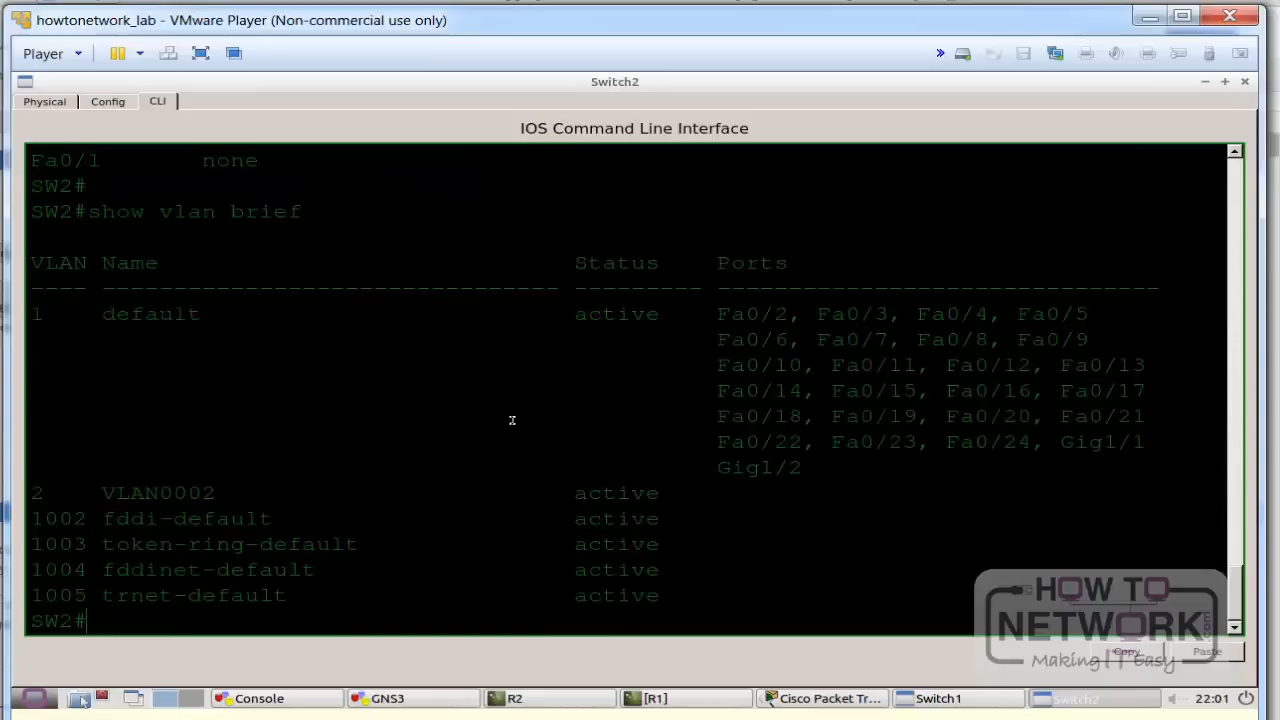 howtonetwork_lab - VMware Player (Non-commercial use only)
Player
Switch2
Physical Config CLI
IOS Command Line Interface
Fa0/1 none
SW2#
SW2#show vlan brief
VLAN Name Status Ports
---- -------------------------------- --------- -------------------------------
1 default active Fa0/2, Fa0/3, Fa0/4, Fa0/5
Fa0/6, Fa0/7, Fa0/8, Fa0/9
Fa0/10, Fa0/11, Fa0/12, Fa0/13
Fa0/14, Fa0/15, Fa0/16, Fa0/17
Fa0/18, Fa0/19, Fa0/20, Fa0/21
Fa0/22, Fa0/23, Fa0/24, Gig1/1
Gig1/2
2 VLAN0002 active
1002 fddi-default active
1003 token-ring-default active
1004 fddinet-default active
1005 trnet-default active
SW2#
HOW TO
NETWORK.com
Making IT Easy
Copy Paste
Console GNS3 R2 [R1] Cisco Packet Tr... Switch1 Switch2 22:01